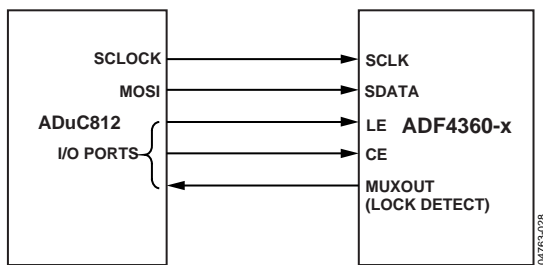 SCLOCK
MOSI
ADuC812
I/O PORTS
SCLK
SDATA
LE
ADF4360-x
CE
MUXOUT
(LOCK DETECT)
04763-028